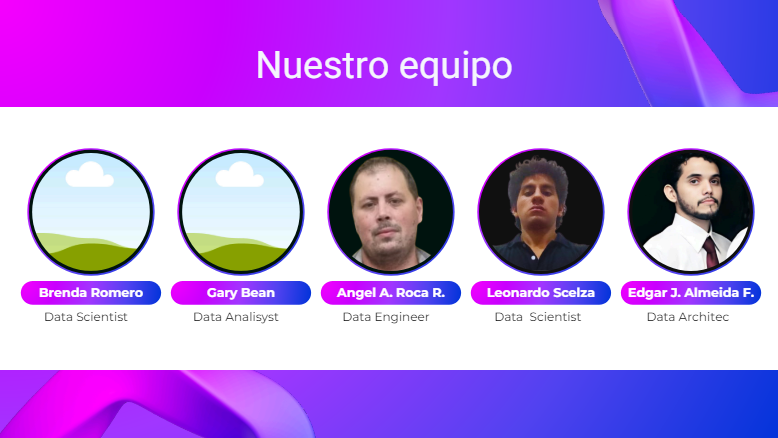 Nuestro equipo
Brenda Romero
Gary Bean
Angel A. Roca R.
Leonardo Scelza
Edgar J. Almeida F.
Data Scientist
Data Analisyst
Data Engineer
Data  Scientist
Data Architec